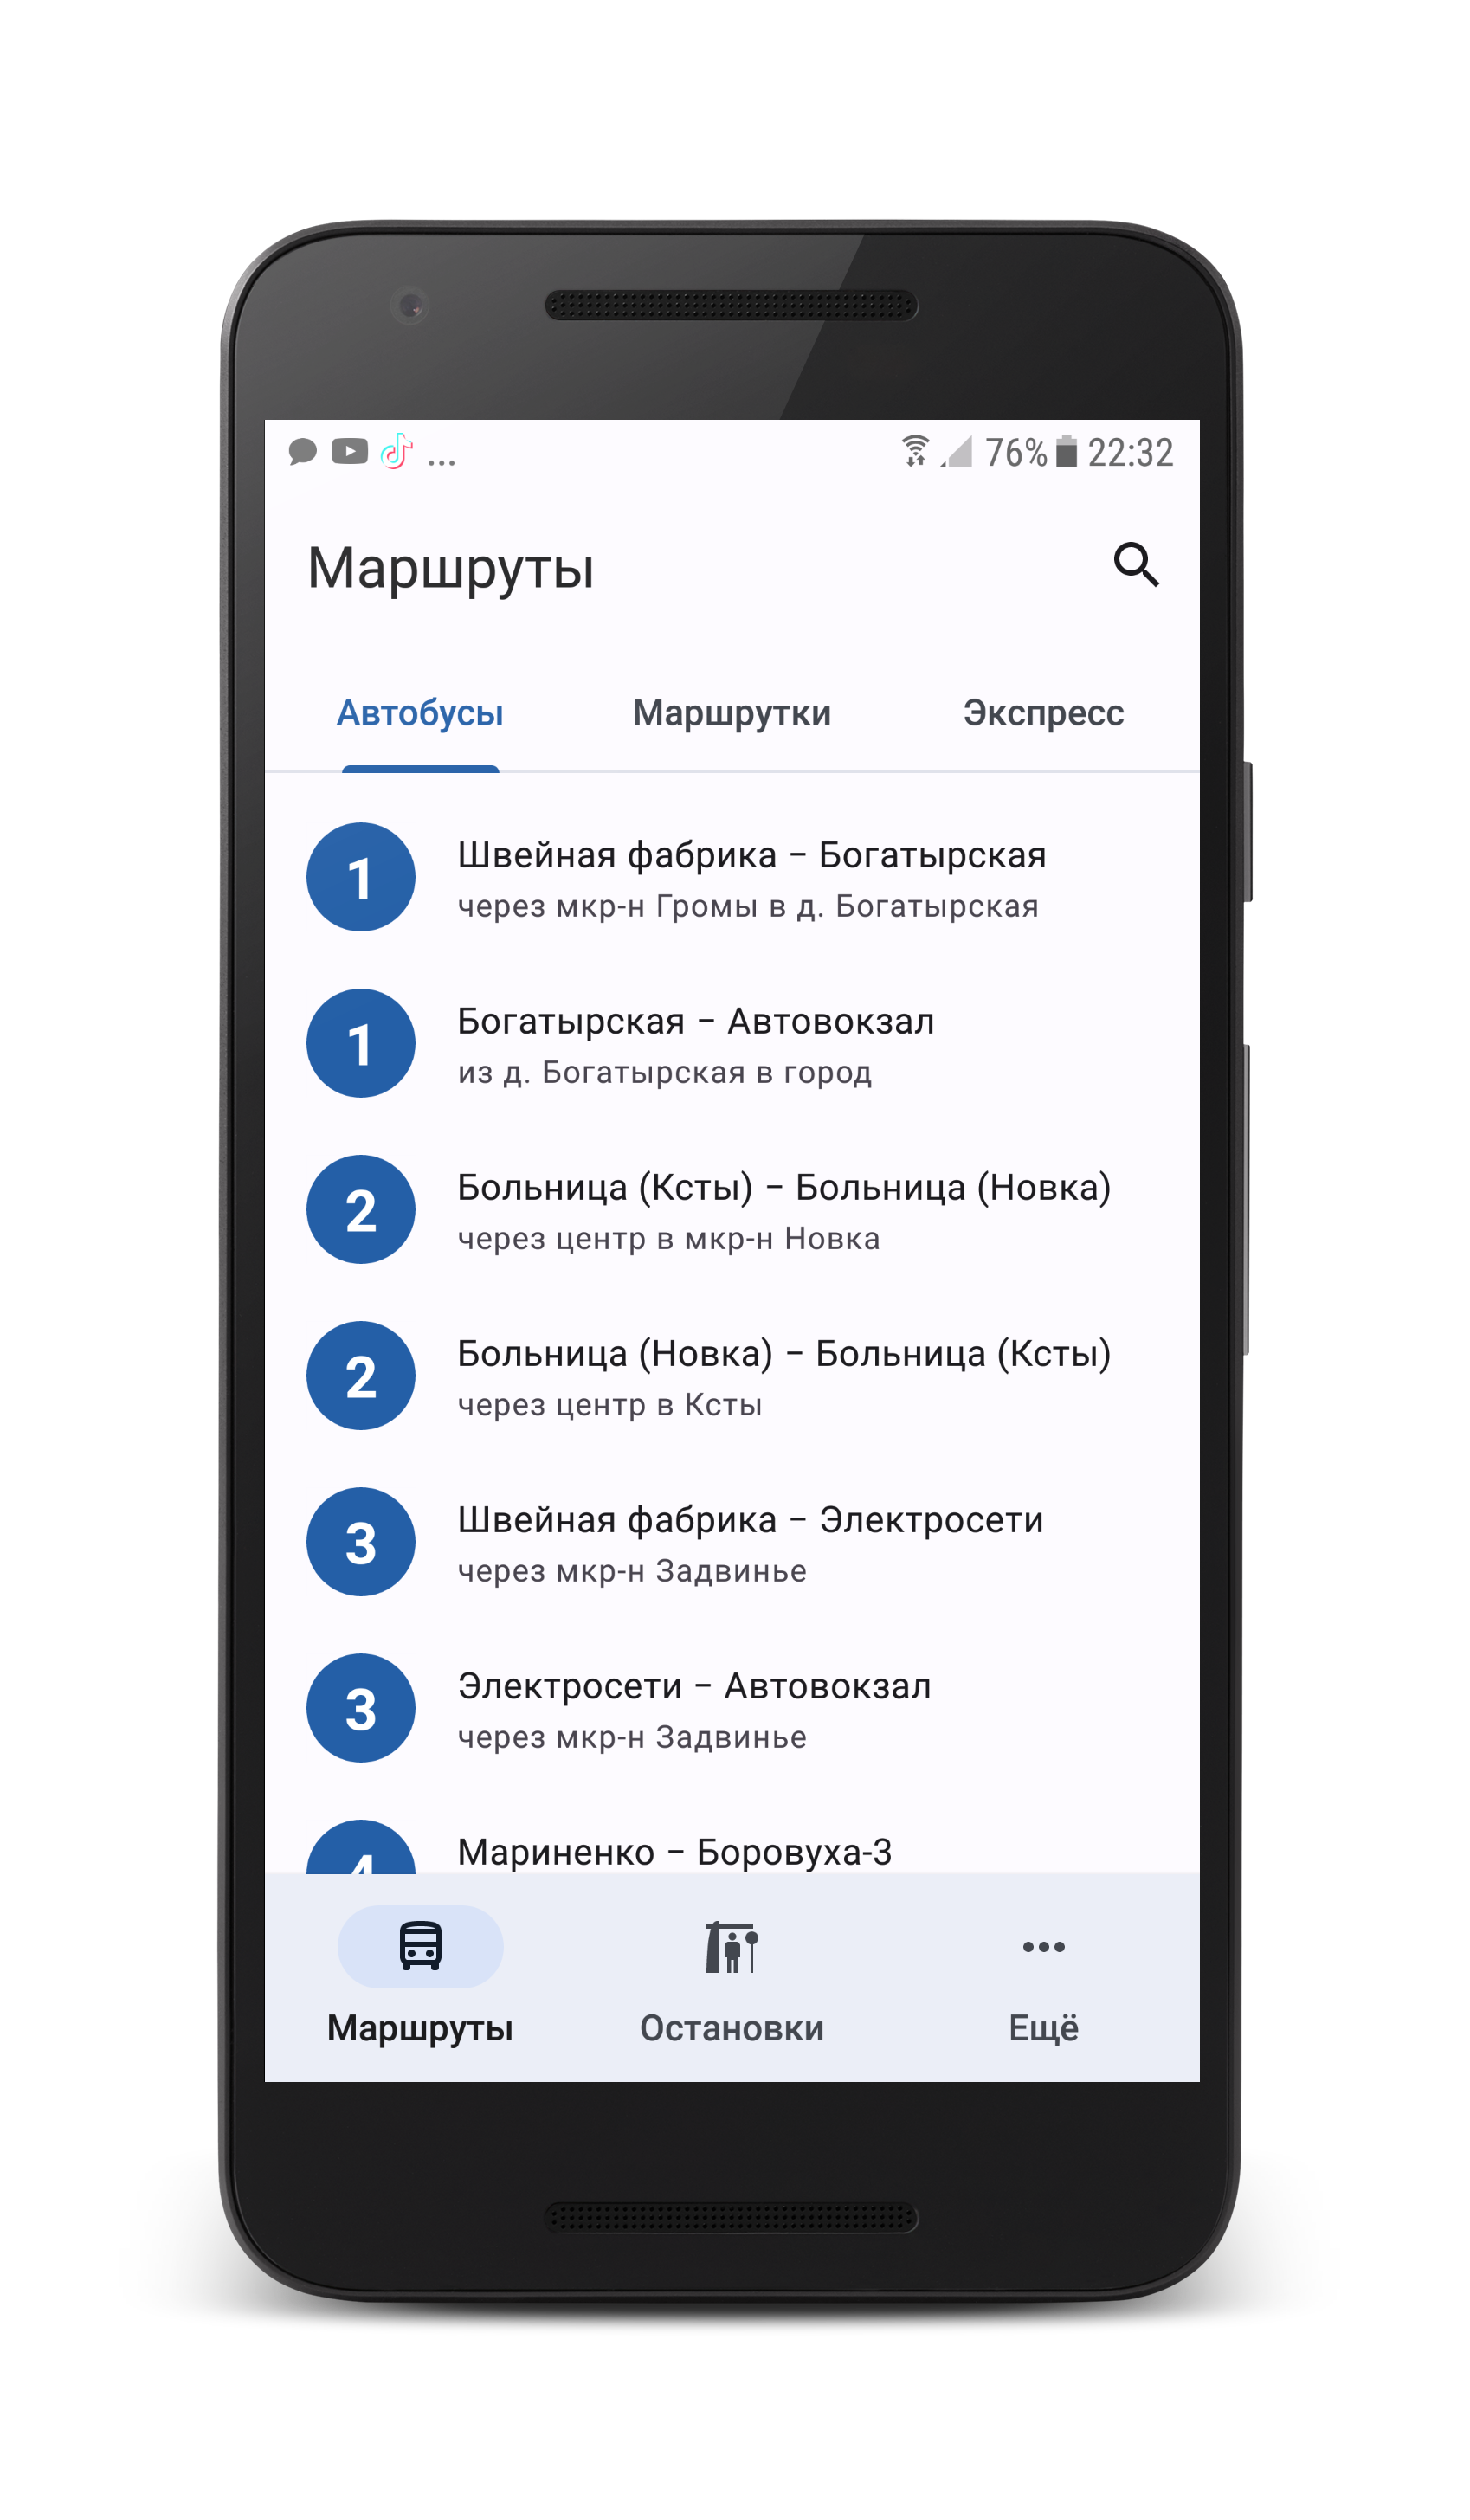 ... 76% 22:32
Маршруты
Автобусы Маршрутки Экспресс
1 Швейная фабрика – Богатырская
через мкр-н Громы в д. Богатырская
1 Богатырская – Автовокзал
из д. Богатырская в город
2 Больница (Ксты) – Больница (Новка)
через центр в мкр-н Новка
2 Больница (Новка) – Больница (Ксты)
через центр в Ксты
3 Швейная фабрика – Электросети
через мкр-н Задвинье
3 Электросети – Автовокзал
через мкр-н Задвинье
4 Мариненко – Боровуха-3
Маршруты Остановки Ещё